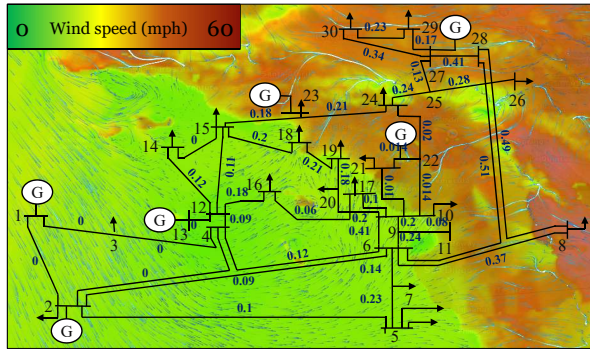 0 Wind speed (mph) 60
30 0.23 29 G
0.17 28
0.34 27 0.41
0.13
0.28 26
G 0.24
23 24 25
0.18 0.21
0.49
15 0.2 18 G 0.02
0.51
14 0 0.21 19 21 0.014 22
0.11
0.12 0.18 0.01 0.014
G 16 17
0.18 20 0.1
1 G 12 0.09 0.06 0.2 0.2 10
0.08
0 13 0 0.41 9 11
3 4 6 0.24 8
0 0 0.12 0.14 0.37
0.09
2 0.23 7
G 0.1 5